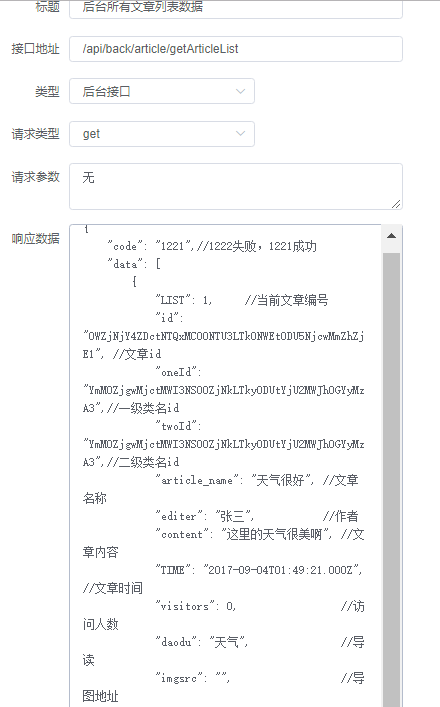 标题 后台所有文章列表数据
接口地址 /api/back/article/getArticleList
类型 后台接口
请求类型 get
请求参数 无
响应数据
{
"code": "1221",//1222失败，1221成功
"data": [
{
"LIST": 1, //当前文章编号
"id":
"OWZjNjY4ZDctNTQxMC00NTU3LTk0NWEtODU5NjcwMmZhZj
E1", //文章id
"oneId":
"YmM0ZjgwMjctMWI3NS00ZjNkLTkyODUtYjU2MWJhOGYyMz
A3",//一级类名id
"twoId":
"YmM0ZjgwMjctMWI3NS00ZjNkLTkyODUtYjU2MWJhOGYyMz
A3",//二级类名id
"article_name": "天气很好", //文章
名称
"editer": "张三", //作者
"content": "这里的天气很美啊", //文
章内容
"TIME": "2017-09-04T01:49:21.000Z",
//文章时间
"visitors": 0, //访
问人数
"daodu": "天气", //导
读
"imgsrc": "", //导
图地址